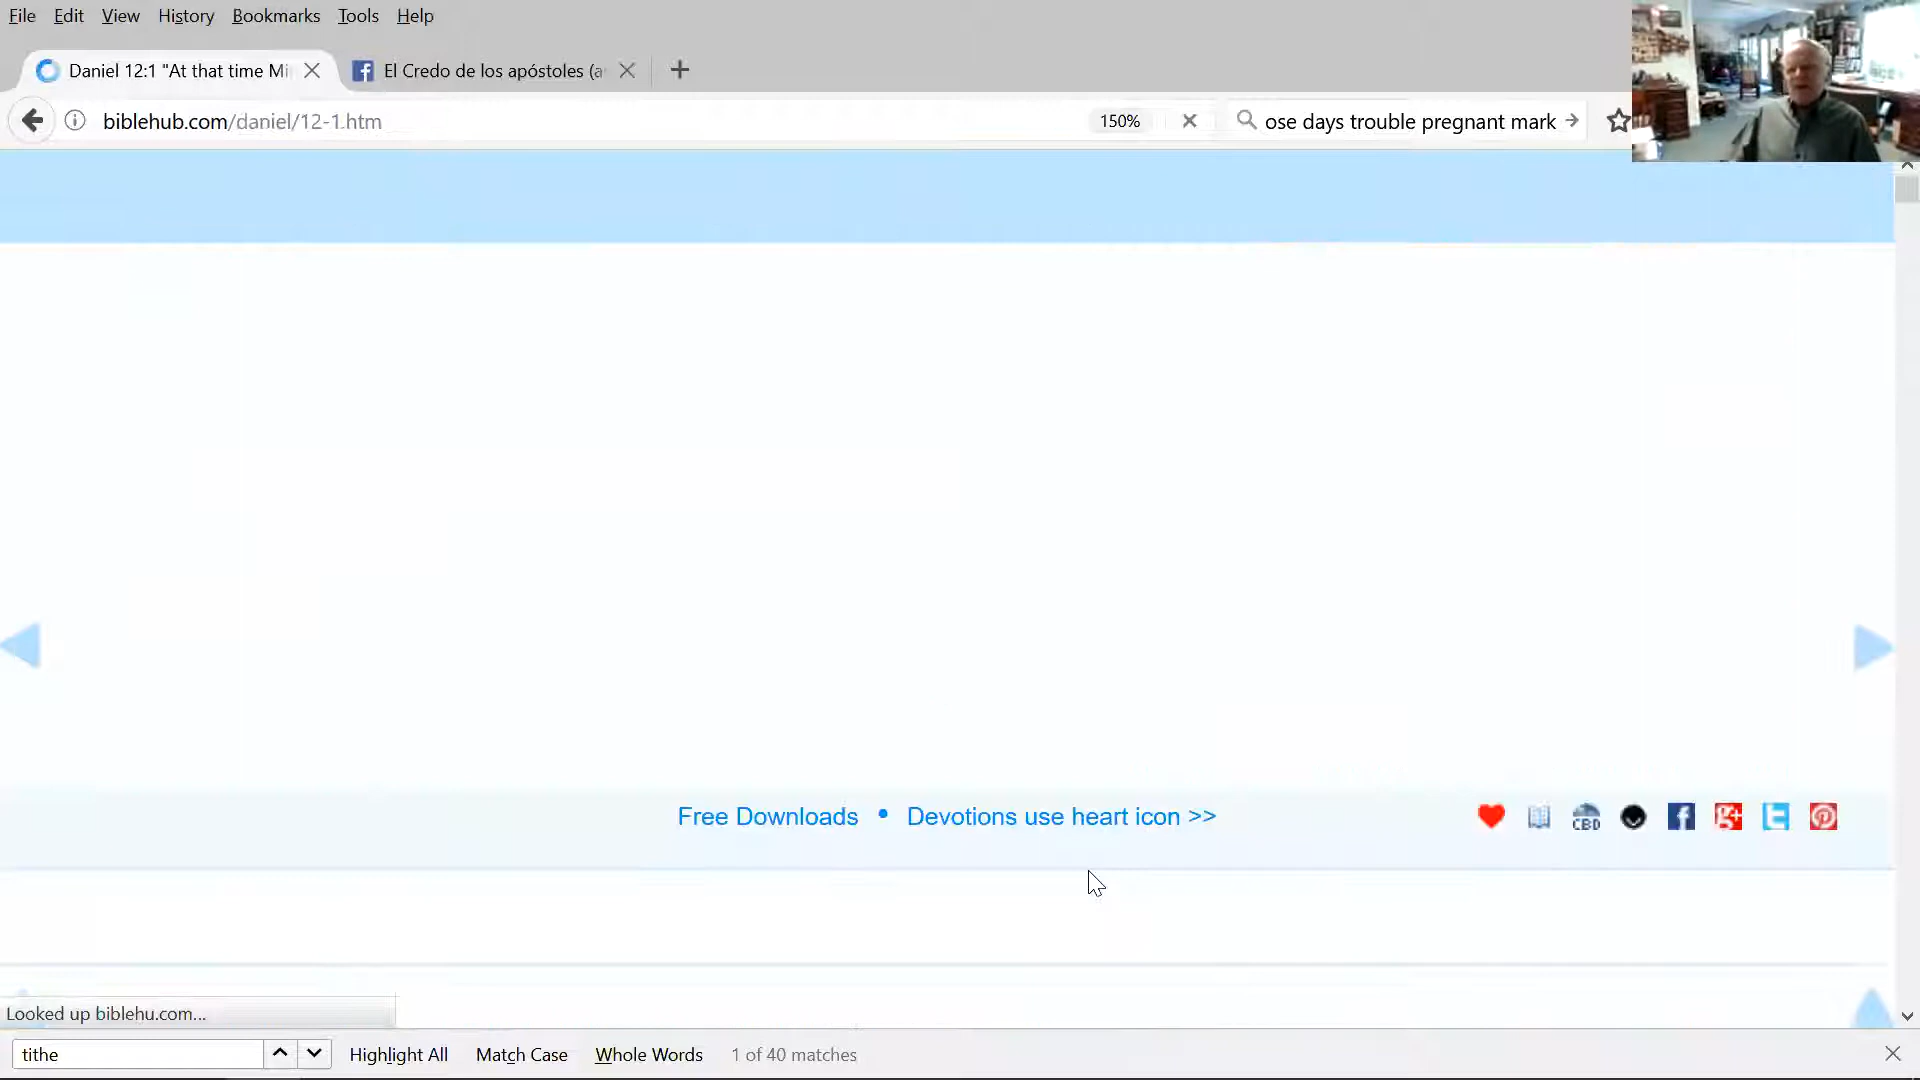 File Edit View History Bookmarks Tools Help
Daniel 12:1 "At that time Mi
El Credo de los apóstoles (a
biblehub.com/daniel/12-1.htm
150%
ose days trouble pregnant mark
Free Downloads • Devotions use heart icon >>
CBD
f
g+
t
Looked up biblehu.com...
tithe
Highlight All Match Case Whole Words 1 of 40 matches